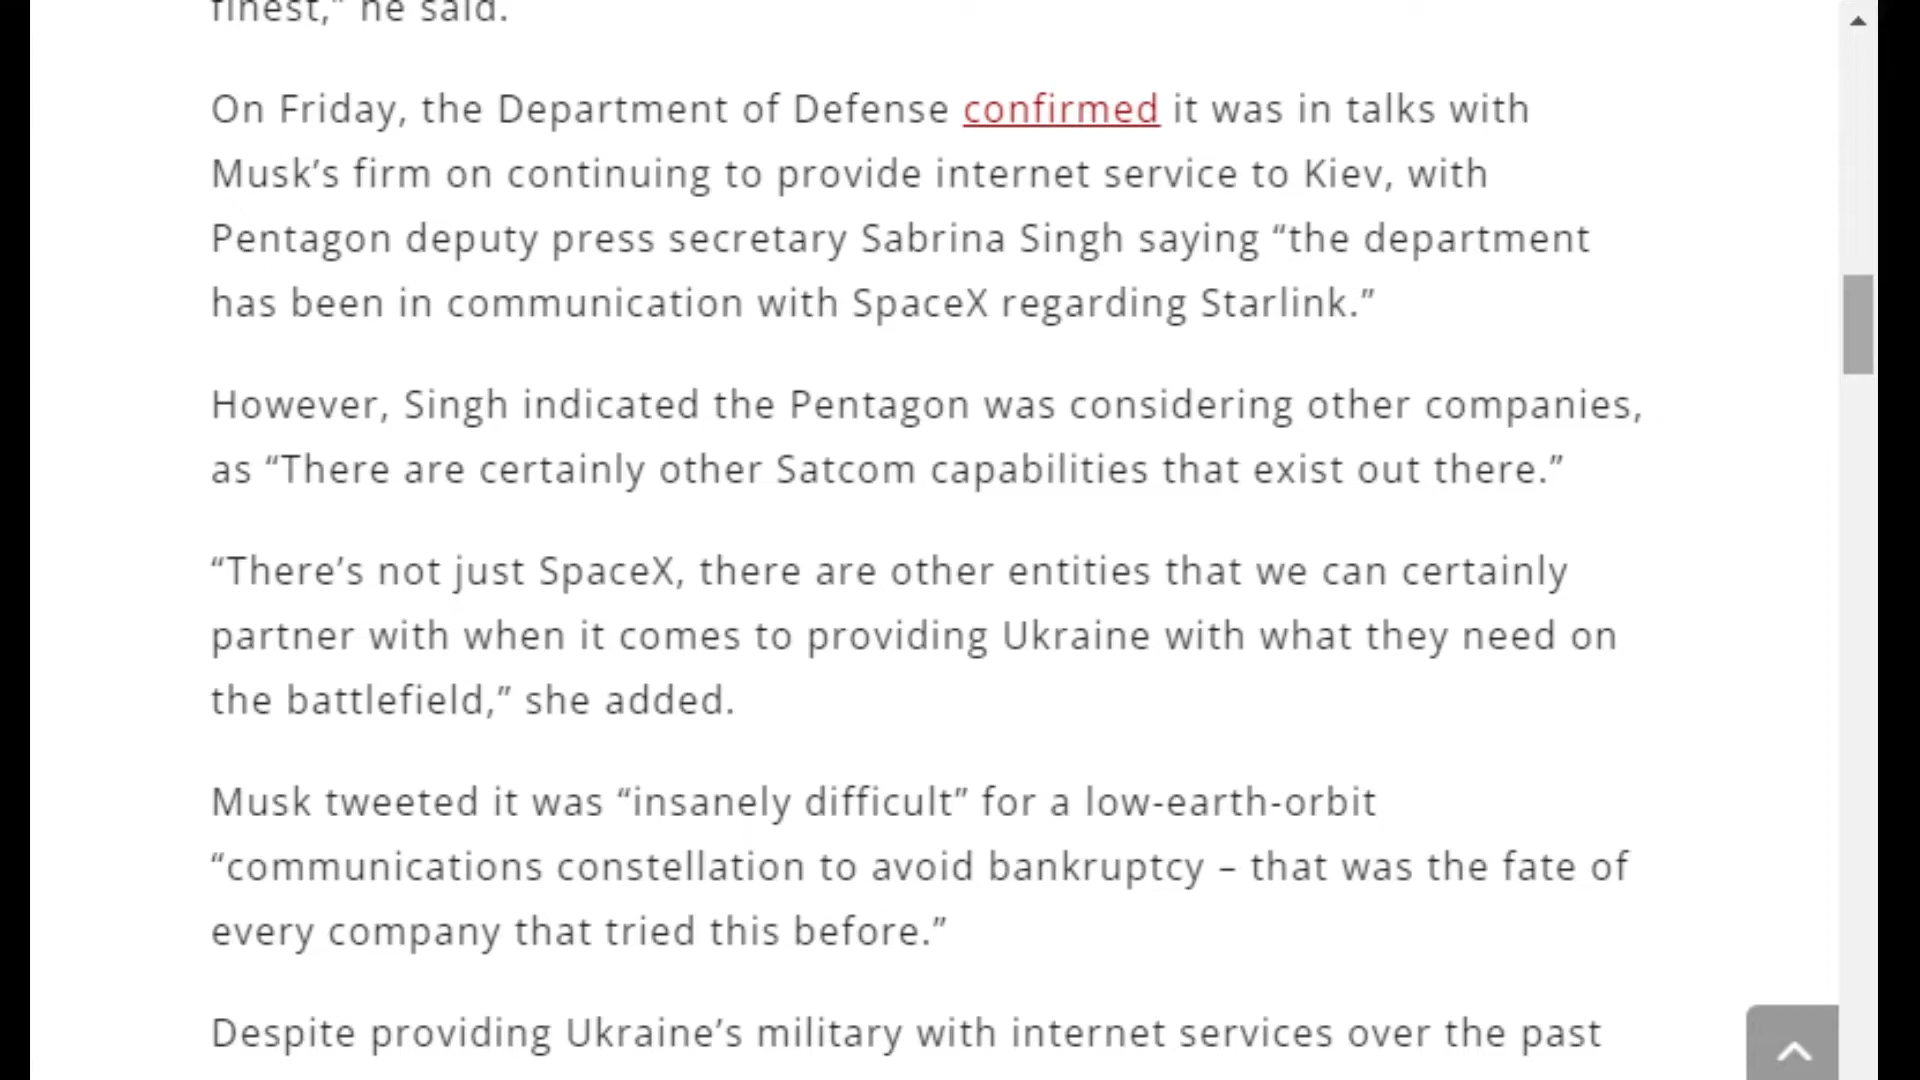 finest,” he said.
On Friday, the Department of Defense confirmed it was in talks with
Musk’s firm on continuing to provide internet service to Kiev, with
Pentagon deputy press secretary Sabrina Singh saying “the department
has been in communication with SpaceX regarding Starlink.”
However, Singh indicated the Pentagon was considering other companies,
as “There are certainly other Satcom capabilities that exist out there.”
“There’s not just SpaceX, there are other entities that we can certainly
partner with when it comes to providing Ukraine with what they need on
the battlefield,” she added.
Musk tweeted it was “insanely difficult” for a low-earth-orbit
“communications constellation to avoid bankruptcy – that was the fate of
every company that tried this before.”
Despite providing Ukraine’s military with internet services over the past